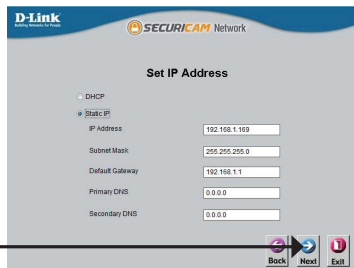 D-Link
Building Networks for People
SECURICAM Network
Set IP Address
DHCP
Static IP
IP Address 192.168.1.169
Subnet Mask 255.255.255.0
Default Gateway 192.168.1.1
Primary DNS 0.0.0.0
Secondary DNS 0.0.0.0
Back Next Exit